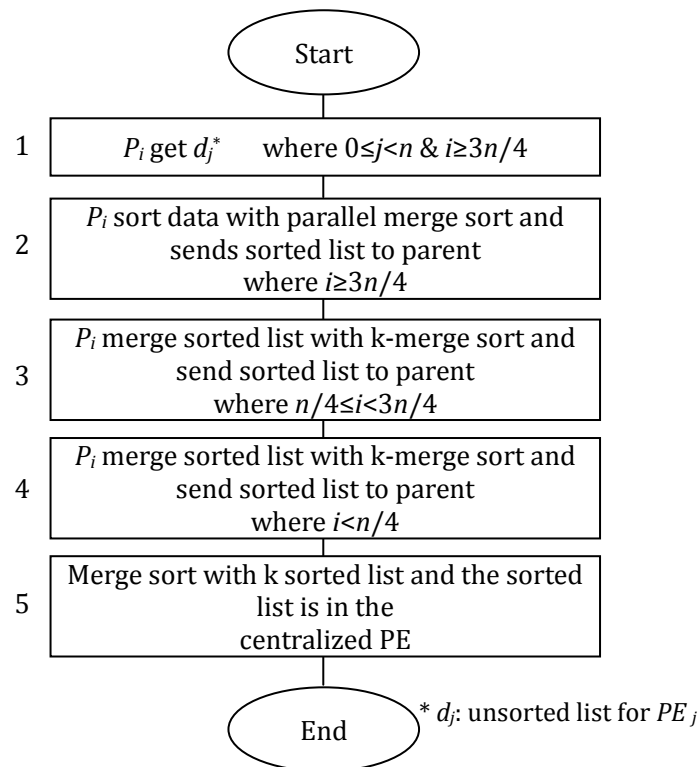 Start
1
Pi get dj* where 0≤j<n & i≥3n/4
2
Pi sort data with parallel merge sort and
sends sorted list to parent
where i≥3n/4
3
Pi merge sorted list with k-merge sort and
send sorted list to parent
where n/4≤i<3n/4
4
Pi merge sorted list with k-merge sort and
send sorted list to parent
where i<n/4
5
Merge sort with k sorted list and the sorted
list is in the
centralized PE
End
* dj: unsorted list for PE j